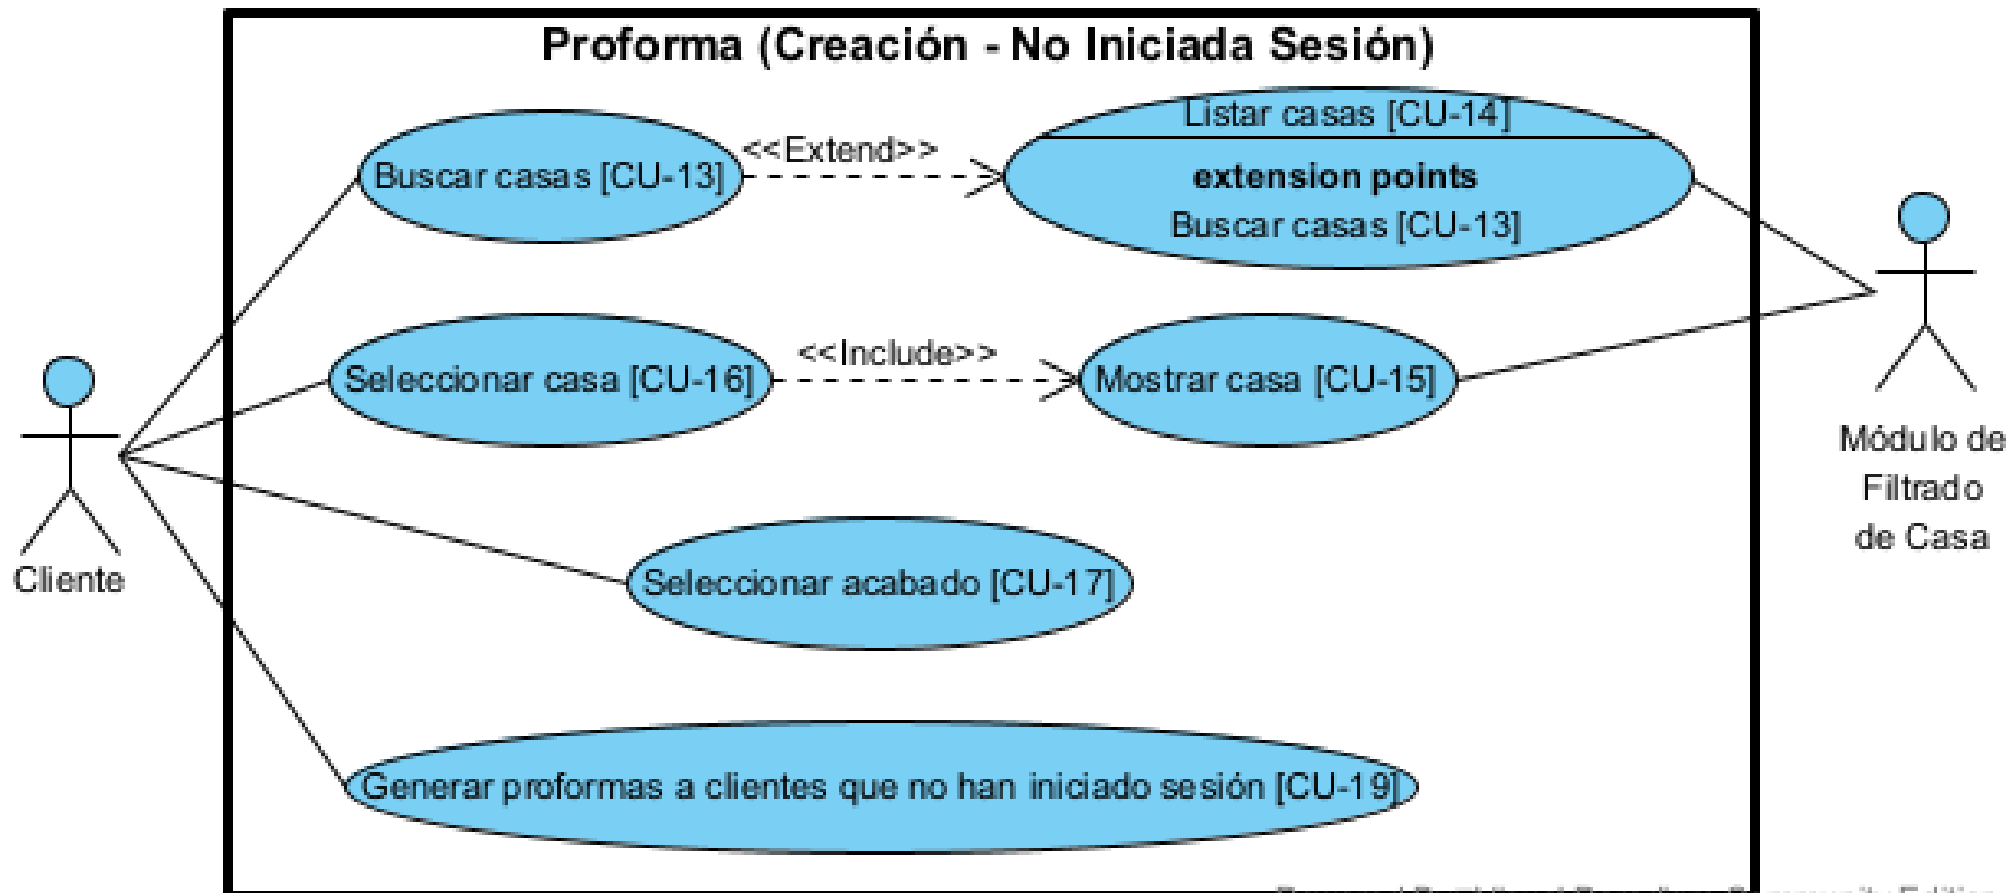 Proforma (Creación - No Iniciada Sesión)
Buscar casas [CU-13]
<<Extend>>
Listar casas [CU-14]
extension points
Buscar casas [CU-13]
Seleccionar casa [CU-16]
<<Include>>
Mostrar casa [CU-15]
Cliente
Módulo de
Filtrado
de Casa
Seleccionar acabado [CU-17]
Generar proformas a clientes que no han iniciado sesión [CU-19]